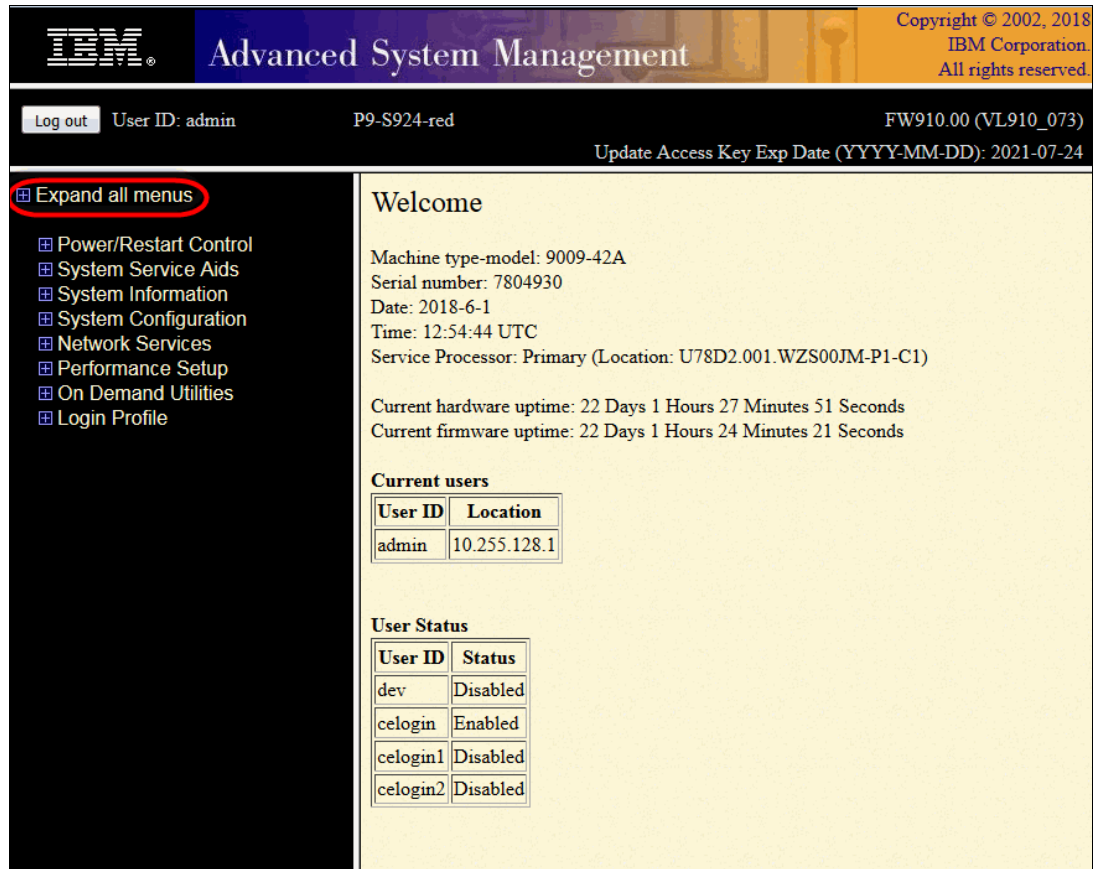 IBM®
Advanced System Management
Copyright © 2002, 2018
IBM Corporation.
All rights reserved.
Log out User ID: admin P9-S924-red FW910.00 (VL910_073)
Update Access Key Exp Date (YYYY-MM-DD): 2021-07-24
Expand all menus
Power/Restart Control
System Service Aids
System Information
System Configuration
Network Services
Performance Setup
On Demand Utilities
Login Profile
Welcome
Machine type-model: 9009-42A
Serial number: 7804930
Date: 2018-6-1
Time: 12:54:44 UTC
Service Processor: Primary (Location: U78D2.001.WZS00JM-P1-C1)
Current hardware uptime: 22 Days 1 Hours 27 Minutes 51 Seconds
Current firmware uptime: 22 Days 1 Hours 24 Minutes 21 Seconds
Current users
User ID Location
admin 10.255.128.1
User Status
User ID Status
dev Disabled
celogin Enabled
celogin1 Disabled
celogin2 Disabled